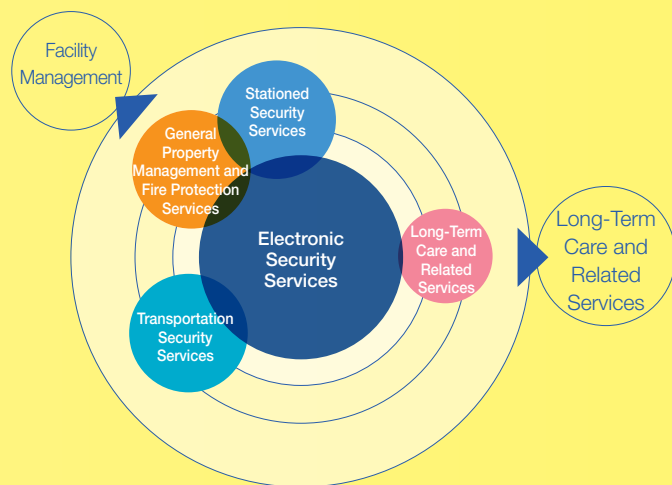 Facility
Management
Stationed
Security
Services
General
Property
Management and
Fire Protection
Services
Electronic
Security
Services
Long-Term
Care and
Related
Services
Long-Term
Care and
Related
Services
Transportation
Security
Services